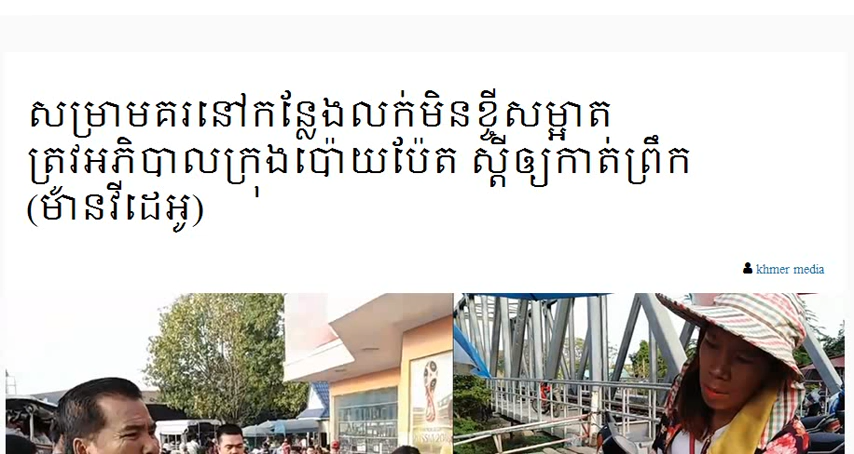 សម្រាមគរនៅកន្លែងលក់មិនខ្ចីសម្អាត
ត្រវអភិបាលក្រុងប៉ោយប៉ែត ស្តីឲ្យកាត់ព្រឹក
(ម៉ានវីដេអូ)
khmer media